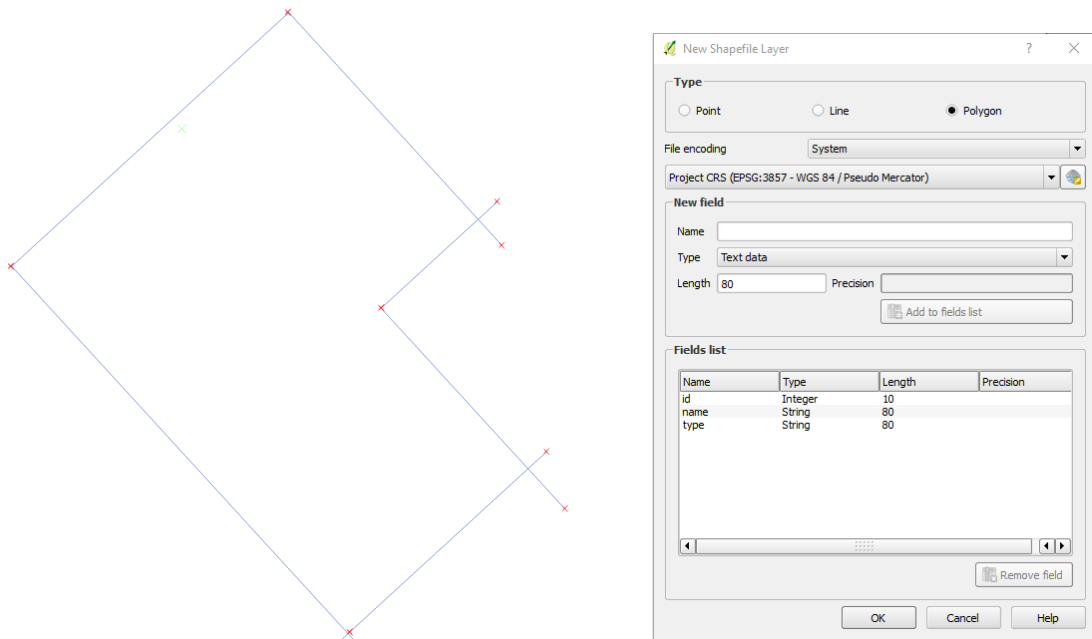 New Shapefile Layer ?
Type
Point Line Polygon
File encoding System
Project CRS (EPSG:3857 - WGS 84 / Pseudo Mercator)
New field
Name
Type Text data
Length 80 Precision
Add to fields list
Fields list
Name Type Length Precision
id Integer 10
name String 80
type String 80
Remove field
OK Cancel Help